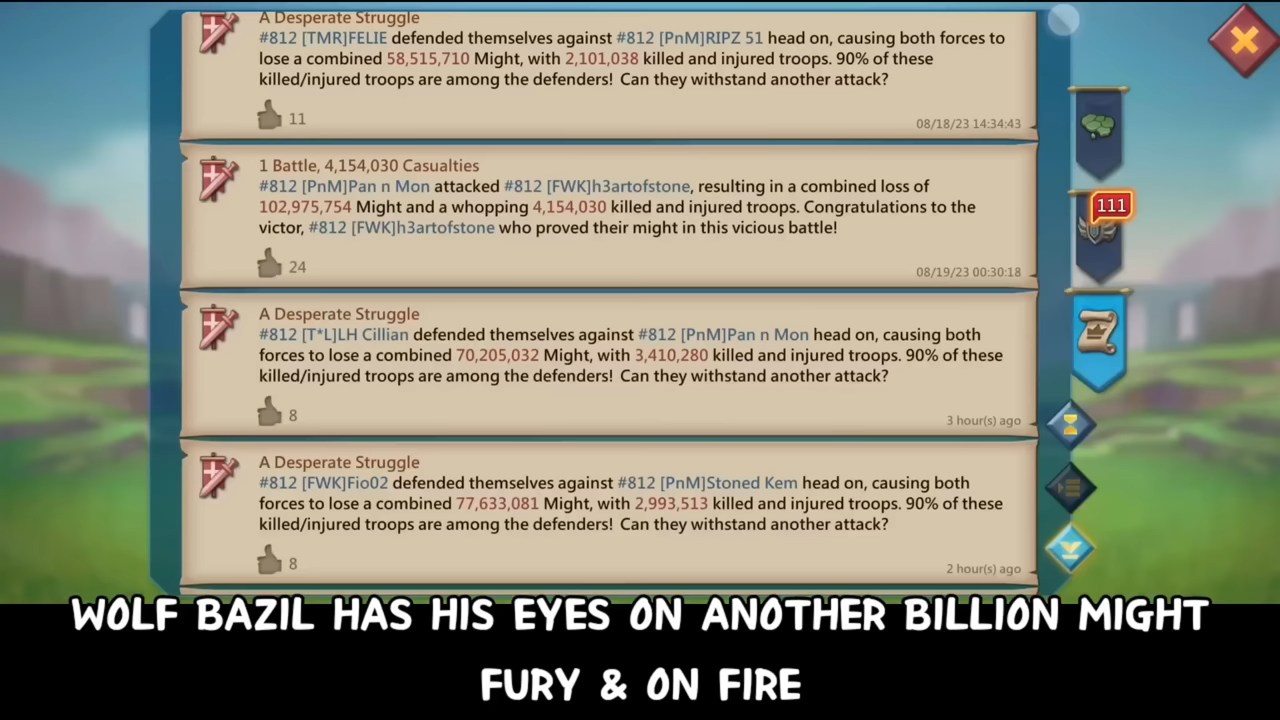 A Desperate Struggle
#812 [TMR]FELIE defended themselves against #812 [PnM]RIPZ 51 head on, causing both forces to
lose a combined 58,515,710 Might, with 2,101,038 killed and injured troops. 90% of these
killed/injured troops are among the defenders! Can they withstand another attack?
11
08/18/23 14:34:43
1 Battle, 4,154,030 Casualties
#812 [PnM]Pan n Mon attacked #812 [FWK]h3artofstone, resulting in a combined loss of
102,975,754 Might and a whopping 4,154,030 killed and injured troops. Congratulations to the
victor, #812 [FWK]h3artofstone who proved their might in this vicious battle!
24
08/19/23 00:30:18
111
A Desperate Struggle
#812 [T*L]LH Cillian defended themselves against #812 [PnM]Pan n Mon head on, causing both
forces to lose a combined 70,205,032 Might, with 3,410,280 killed and injured troops. 90% of these
killed/injured troops are among the defenders! Can they withstand another attack?
8
3 hour(s) ago
A Desperate Struggle
#812 [FWK]Fio02 defended themselves against #812 [PnM]Stoned Kem head on, causing both
forces to lose a combined 77,633,081 Might, with 2,993,513 killed and injured troops. 90% of these
killed/injured troops are among the defenders! Can they withstand another attack?
8
2 hour(s) ago
WOLF BAZIL HAS HIS EYES ON ANOTHER BILLION MIGHT
FURY & ON FIRE